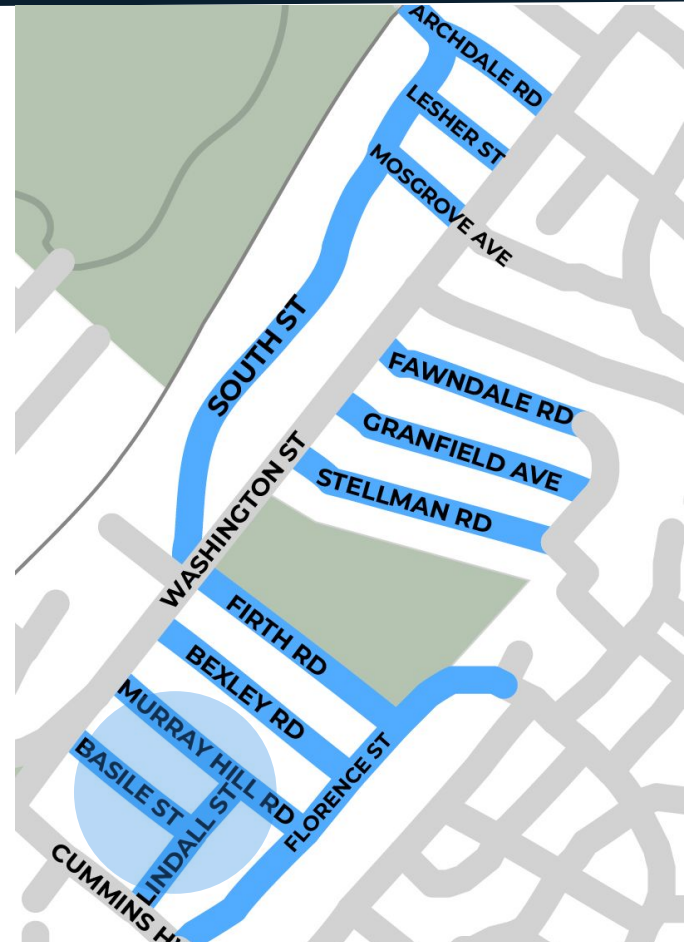 ARCHDALE RD
LESHER ST
MOSGROVE AVE
SOUTH ST
FAWNDALE RD
GRANFIELD AVE
STELLMAN RD
WASHINGTON ST
FIRTH RD
BEXLEY RD
MURRAY HILL RD
BASILE ST
LINDALL ST
FLORENCE ST
CUMMINS